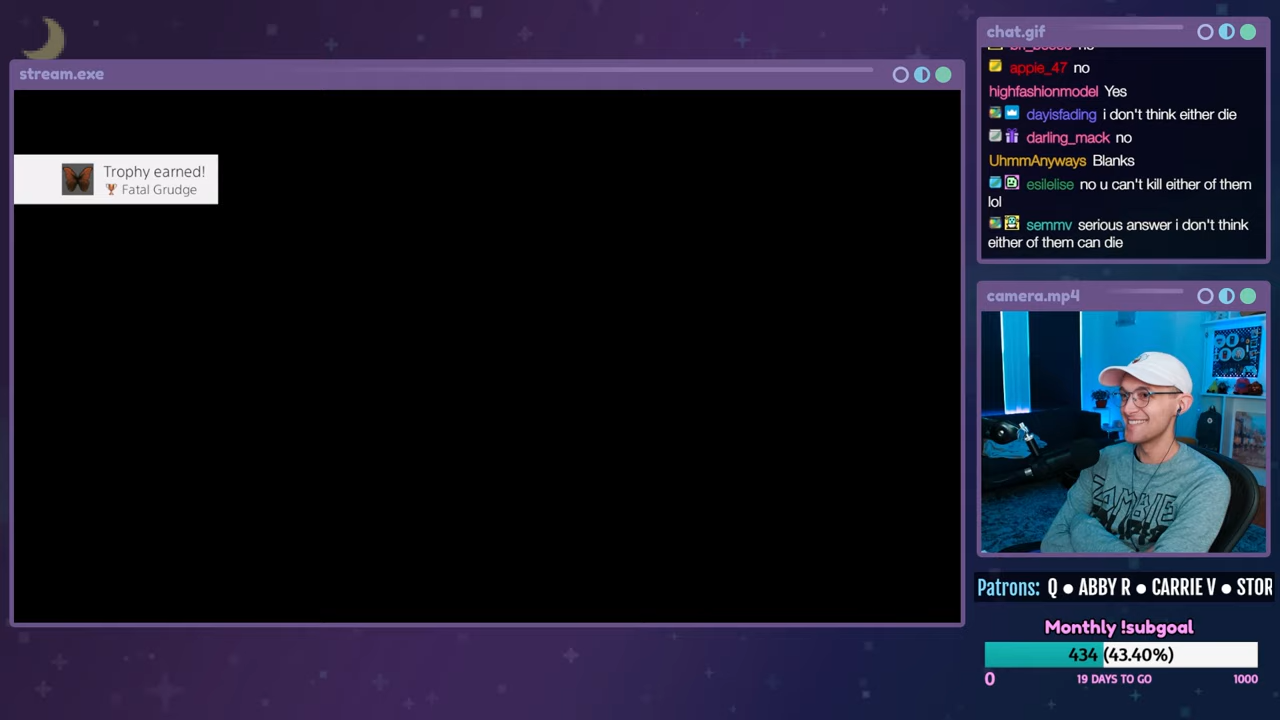 stream.exe
Trophy earned!
Fatal Grudge
chat.gif
no
apple_47 no
highfashionmodel Yes
dayisfading i don't think either die
darling_mack no
UhmmAnyways Blanks
esilelise no u can't kill either of them
lol
semmv serious answer i don't think
either of them can die
camera.mp4
ZOMBIE
Patrons: Q ● ABBY R ● CARRIE V ● STOR
Monthly !subgoal
434 (43.40%)
0 19 DAYS TO GO 1000